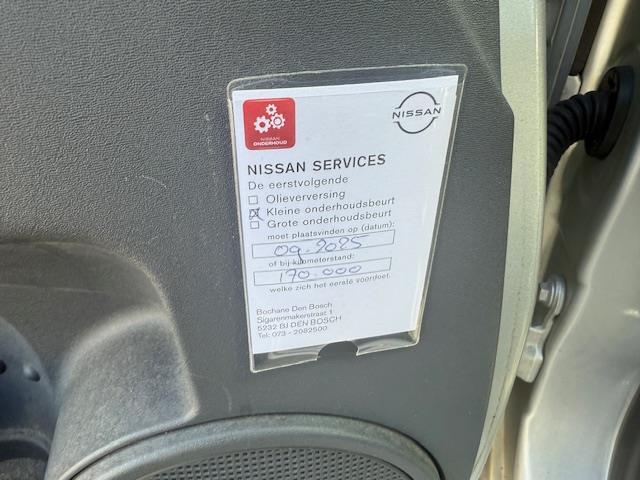 NISSAN
ONDERHOUD
NISSAN
NISSAN SERVICES
De eerstvolgende
Olieverversing
Kleine onderhoudsbeurt
Grote onderhoudsbeurt
moet plaatsvinden op (datum):
09-2025
of bij kilometerstand:
170.000
welke zich het eerste voordoet.
Bochane Den Bosch
Sigarenmakerstraat 1
5232 BJ DEN BOSCH
Tel: 073 - 2082500